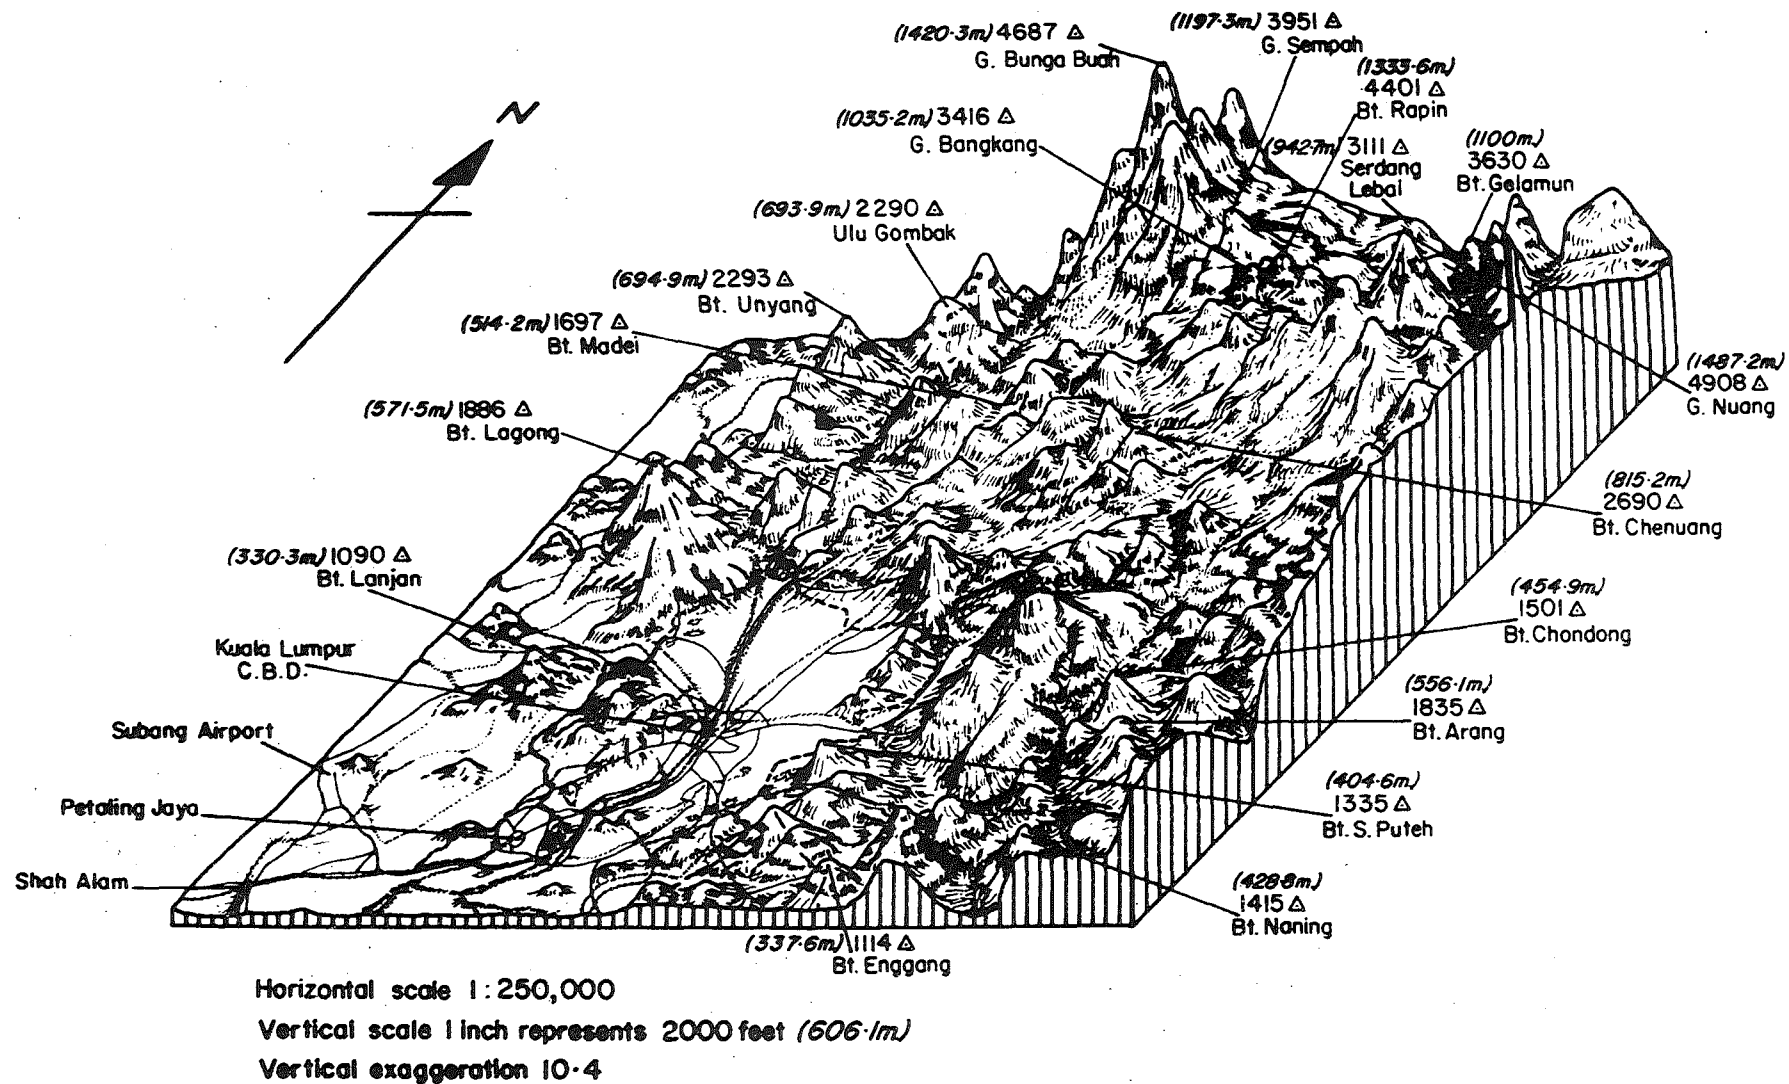 (1420·3m) 4687 △
G. Bunga Buah
(1197·3m) 3951 △
G. Sempah
(1333·6m)
4401 △
Bt. Rapin
(1035·2m) 3416 △
G. Bangkang
(942·7m) 3111 △
Serdang
Lebai
(1100m)
3630 △
Bt. Gelamun
N
(693·9m) 2290 △
Ulu Gombak
(694·9m) 2293 △
Bt. Unyang
(514·2m) 1697 △
Bt. Madei
(1487·2m)
4908 △
G. Nuang
(571·5m) 1886 △
Bt. Lagong
(815·2m)
2690 △
Bt. Chenuang
(330·3m) 1090 △
Bt. Lanjan
(454·9m)
1501 △
Bt. Chondong
Kuala Lumpur
C.B.D.
(556·1m)
1835 △
Bt. Arang
Subang Airport
(404·6m)
1335 △
Bt. S. Puteh
Petaling Jaya
Shah Alam
(428·8m)
1415 △
Bt. Naning
(337·6m) 1114 △
Bt. Enggang
Horizontal scale 1:250,000
Vertical scale 1 inch represents 2000 feet (606·1m)
Vertical exaggeration 10·4